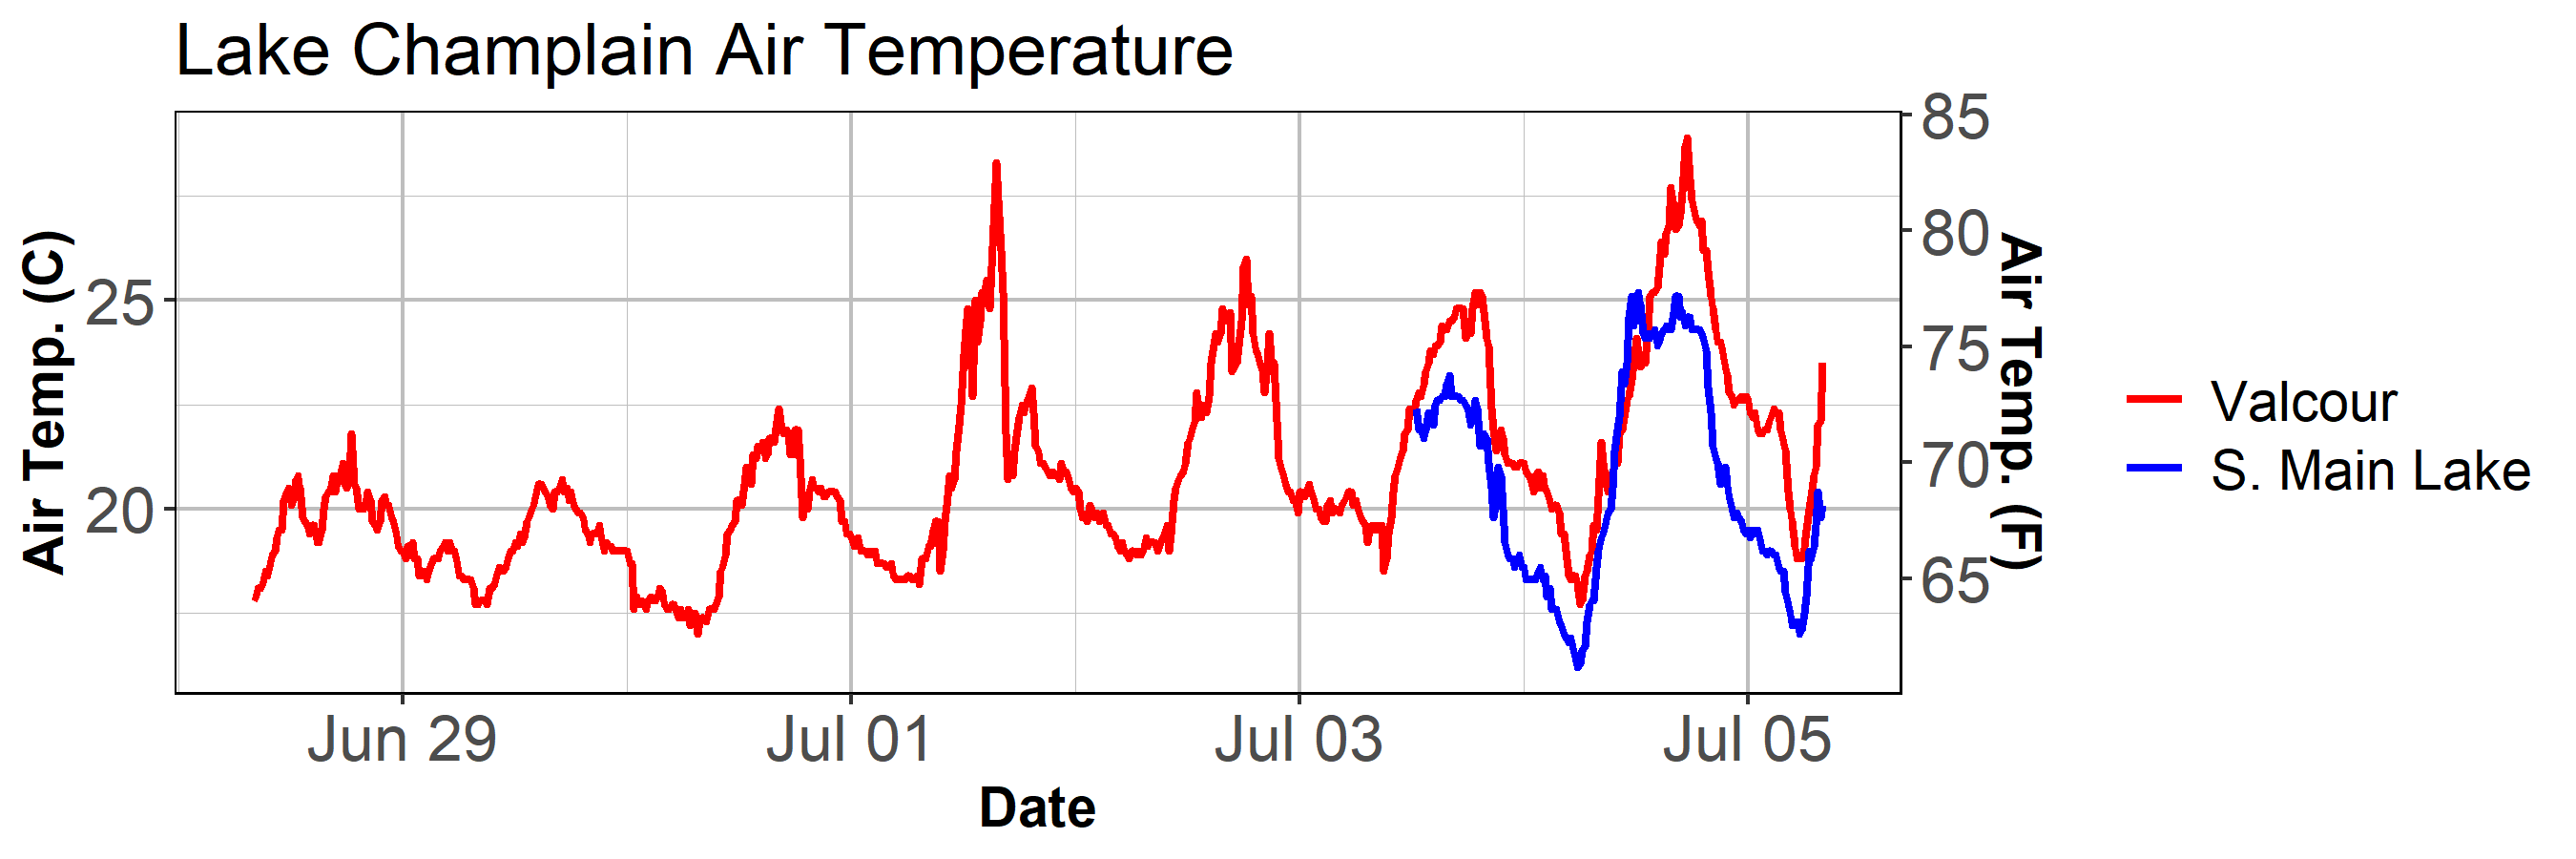 Lake Champlain Air Temperature
Air Temp. (C)
25
20
85
80
75
70
65
Air Temp. (F)
Jun 29
Jul 01
Jul 03
Jul 05
Date
Valcour
S. Main Lake